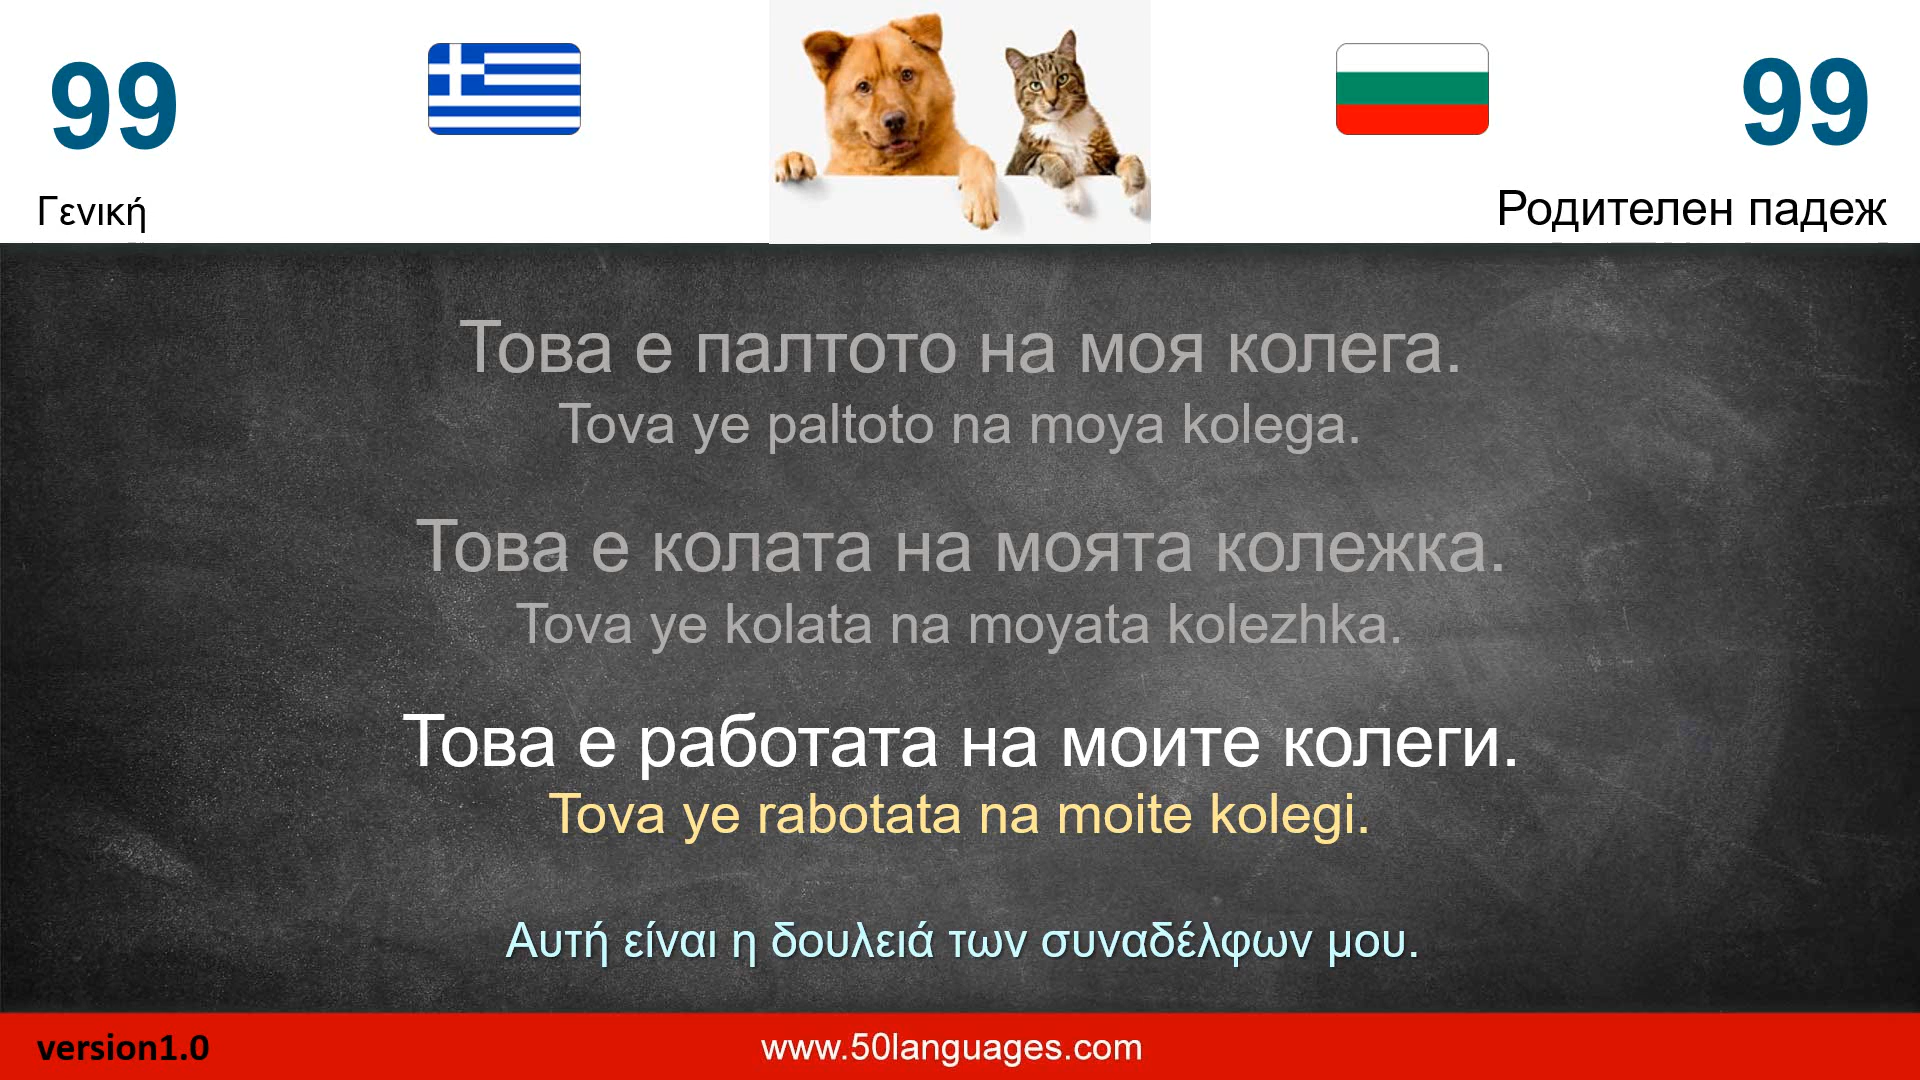 99
99
Γενική
Родителен падеж
Това е палтото на моя колега.
Tova ye paltoto na moya kolega.
Това е колата на моята колежка.
Tova ye kolata na moyata kolezhka.
Това е работата на моите колеги.
Tova ye rabotata na moite kolegi.
Αυτή είναι η δουλειά των συναδέλφων μου.
version1.0
www.50languages.com